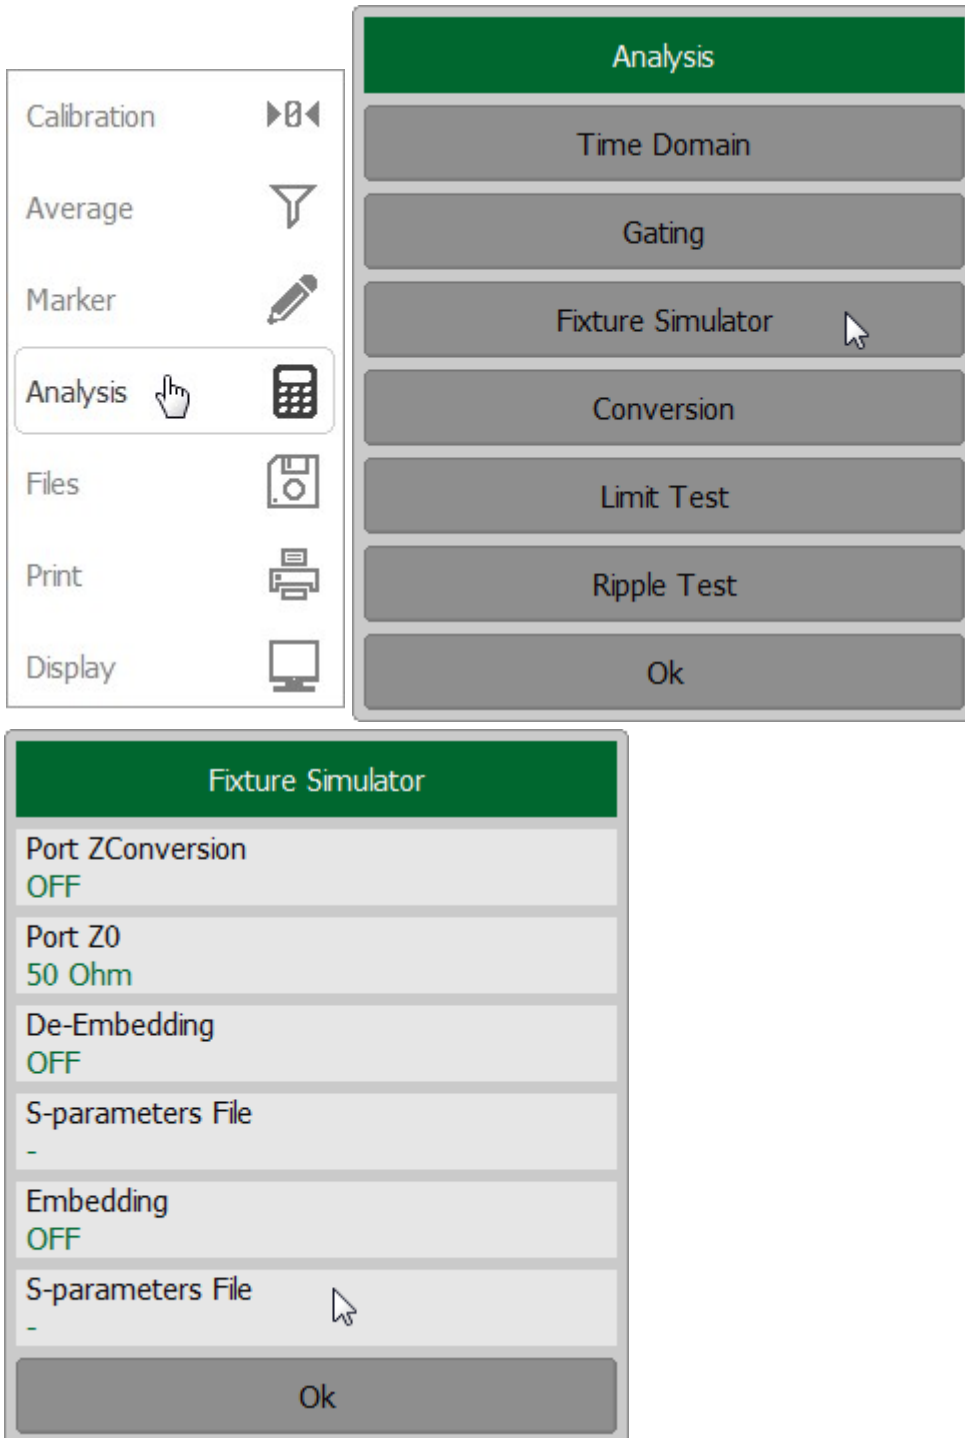 Calibration
Average
Marker
Analysis
Files
Print
Display
Analysis
Time Domain
Gating
Fixture Simulator
Conversion
Limit Test
Ripple Test
Ok
Fixture Simulator
Port ZConversion
OFF
Port Z0
50 Ohm
De-Embedding
OFF
S-parameters File
-
Embedding
OFF
S-parameters File
-
Ok